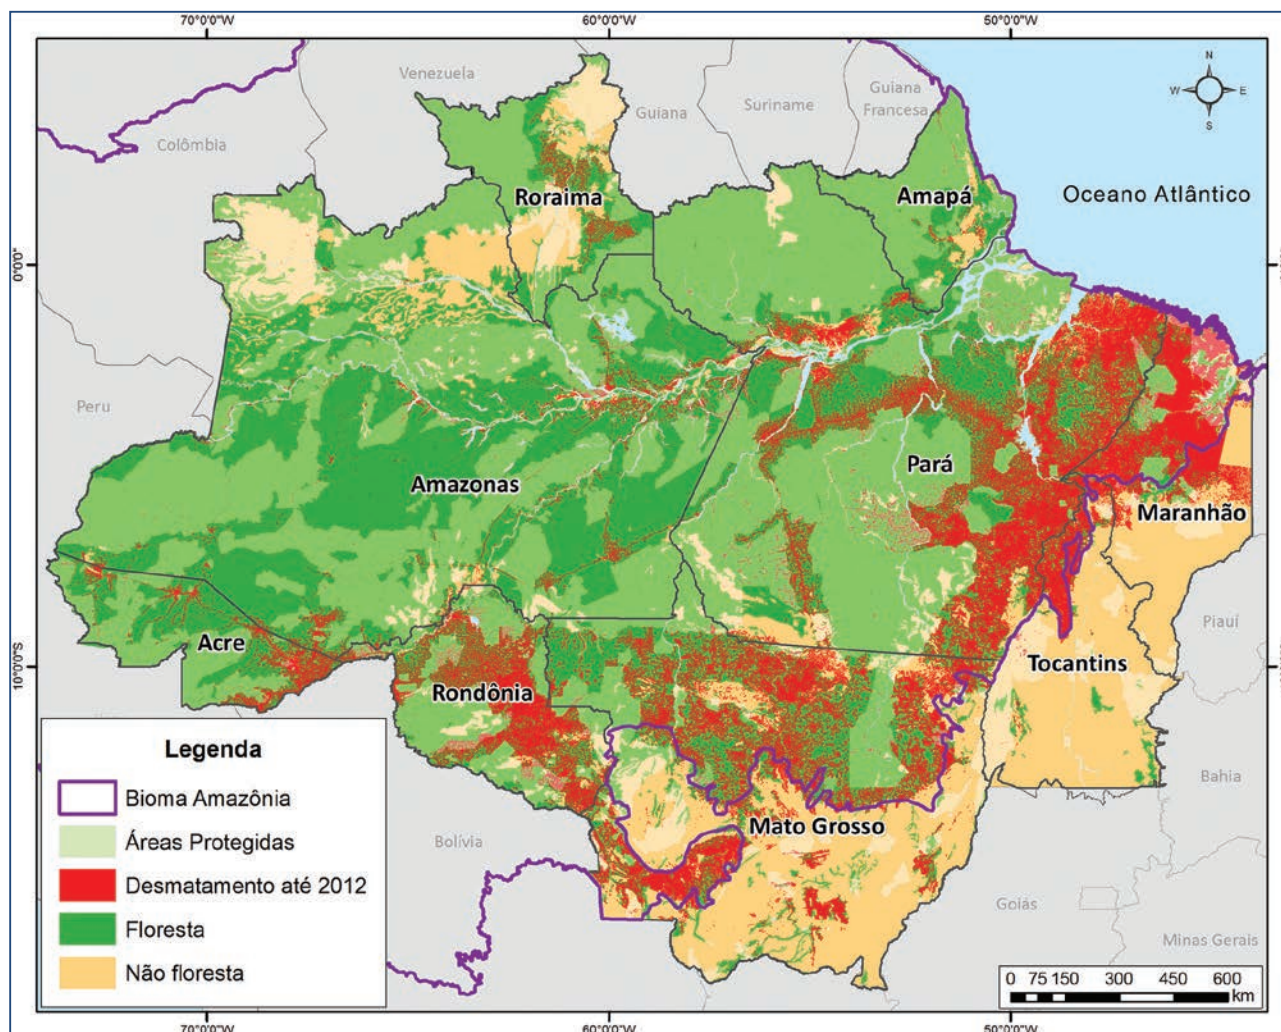 70°0'0"W
60°0'0"W
50°0'0"W
N
W
E
S
Venezuela
Guiana
Suriname
Guiana
Francesa
Colômbia
Roraima
Amapá
Oceano Atlântico
0°0'0"
Peru
Amazonas
Pará
Maranhão
Piauí
Acre
10°0'0"S
Rondônia
Tocantins
Bahia
Mato Grosso
Bolívia
Goiás
Minas Gerais
Legenda
Bioma Amazônia
Áreas Protegidas
Desmatamento até 2012
Floresta
Não floresta
0 75 150 300 450 600
km
70°0'0"W
60°0'0"W
50°0'0"W